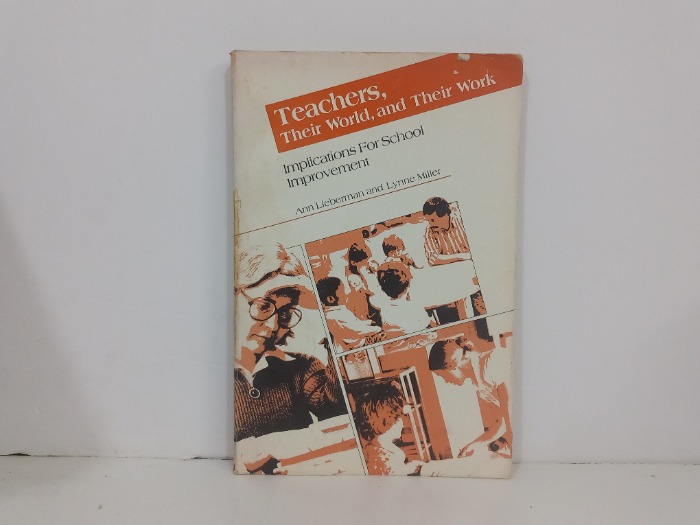 Teachers,
Their World, and Their Work
Implications For School
Improvement
Ann Lieberman and Lynne Miller